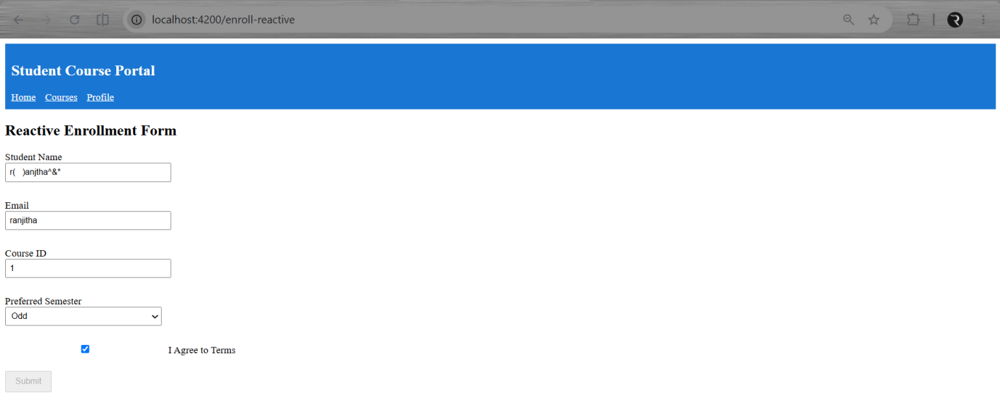 localhost:4200/enroll-reactive
Student Course Portal
Home Courses Profile
Reactive Enrollment Form
Student Name
r(   )anjtha^&*
Email
ranjitha
Course ID
1
Preferred Semester
Odd
I Agree to Terms
Submit